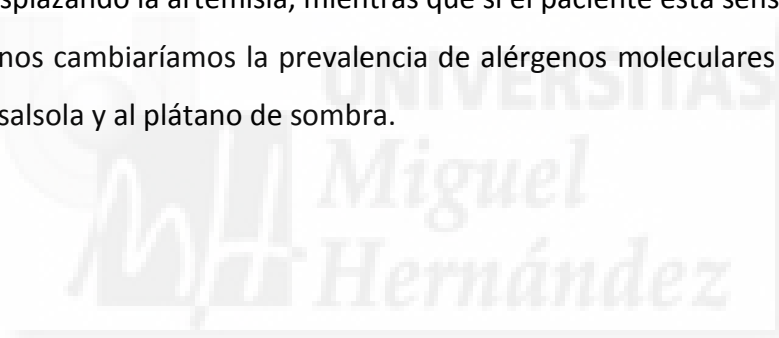 splazando la artemisia, mientras que si el paciente está sens
nos cambiaríamos la prevalencia de alérgenos moleculares
salsola y al plátano de sombra.
UNIVERSITAS
Miguel
Hernández